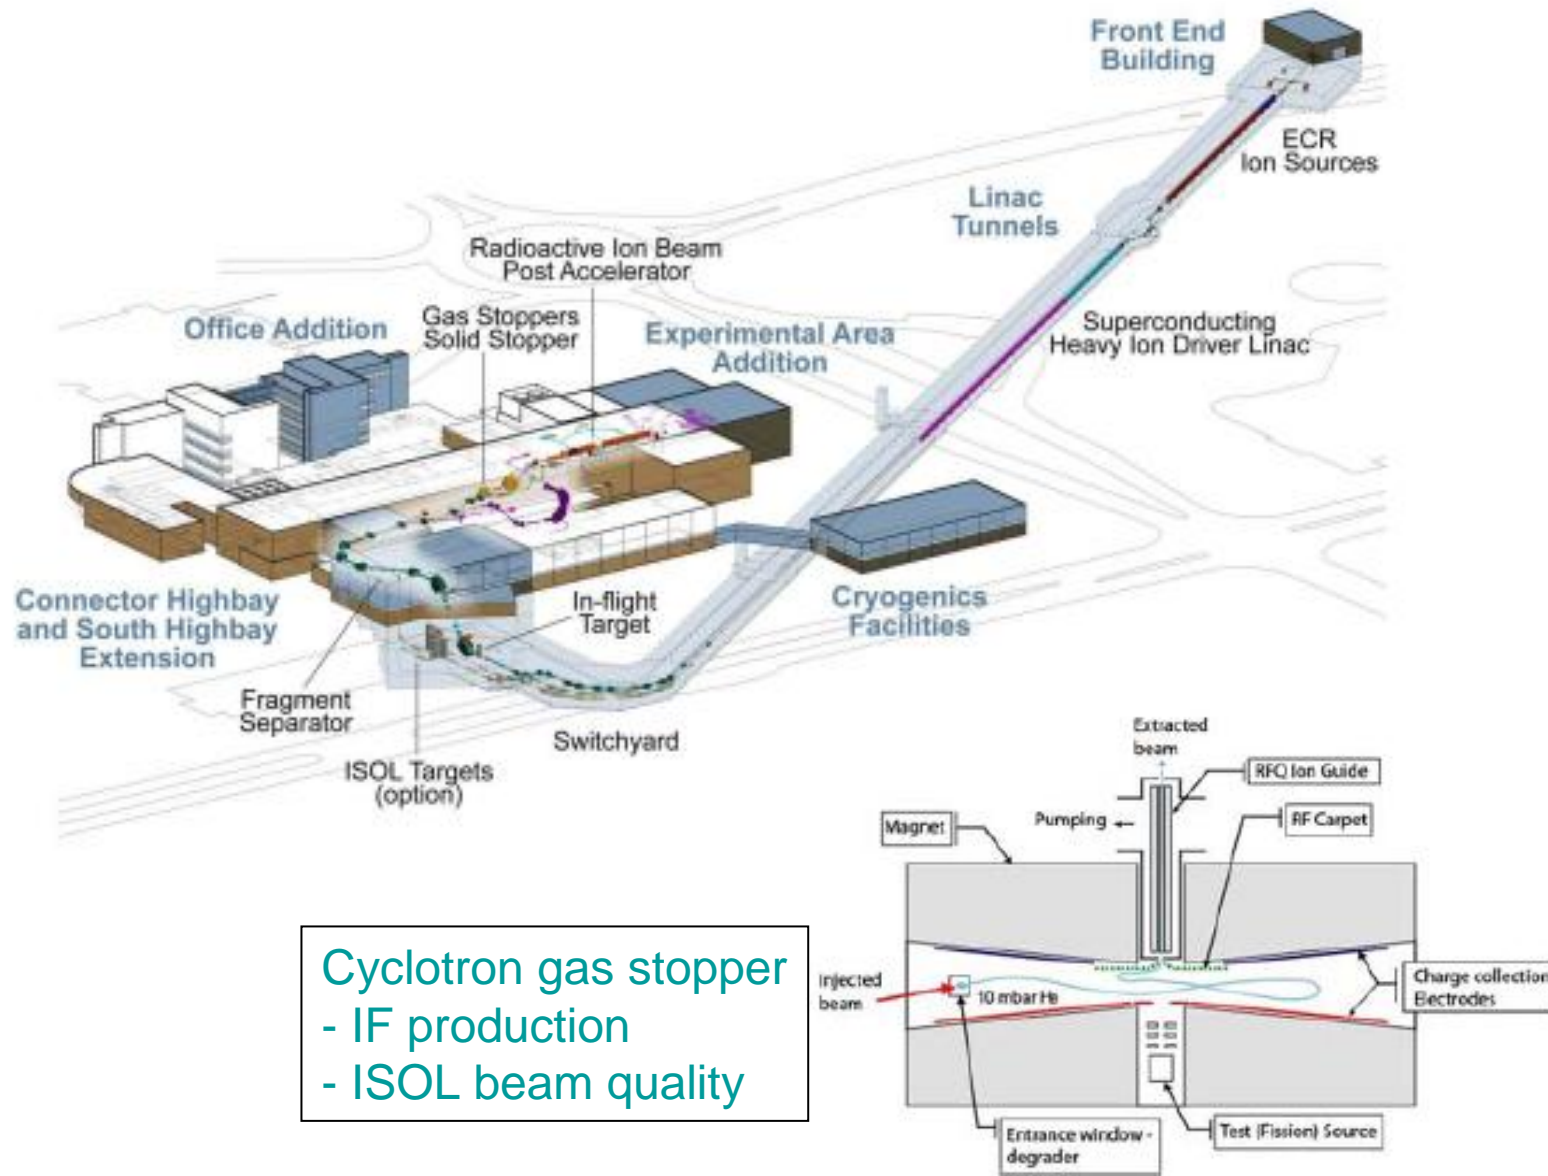 Front End
Building
ECR
Ion Sources
Linac
Tunnels
Radioactive Ion Beam
Post Accelerator
Office Addition
Gas Stoppers
Solid Stopper
Experimental Area
Addition
Superconducting
Heavy Ion Driver Linac
Connector Highbay
and South Highbay
Extension
In-flight
Target
Cryogenics
Facilities
Fragment
Separator
Switchyard
ISOL Targets
(option)
Extracted
beam
RFQ Ion Guide
Pumping
RF Carpet
Magnet
Cyclotron gas stopper
- IF production
- ISOL beam quality
Injected
beam
10 mbar He
Charge collection
Electrodes
Entrance window -
degrader
Test (Fission) Source